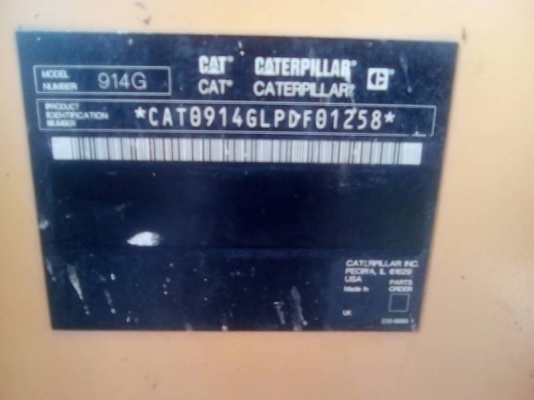 CAT® CATERPILLAR®
MODEL NUMBER 914G
CAT® CATERPILLAR® C
PRODUCT IDENTIFICATION NUMBER
*CAT0914GLPDF01258*
CATERPILLAR INC.
PEORIA, IL 61629
USA
Made In
PARTS ORDER
UK